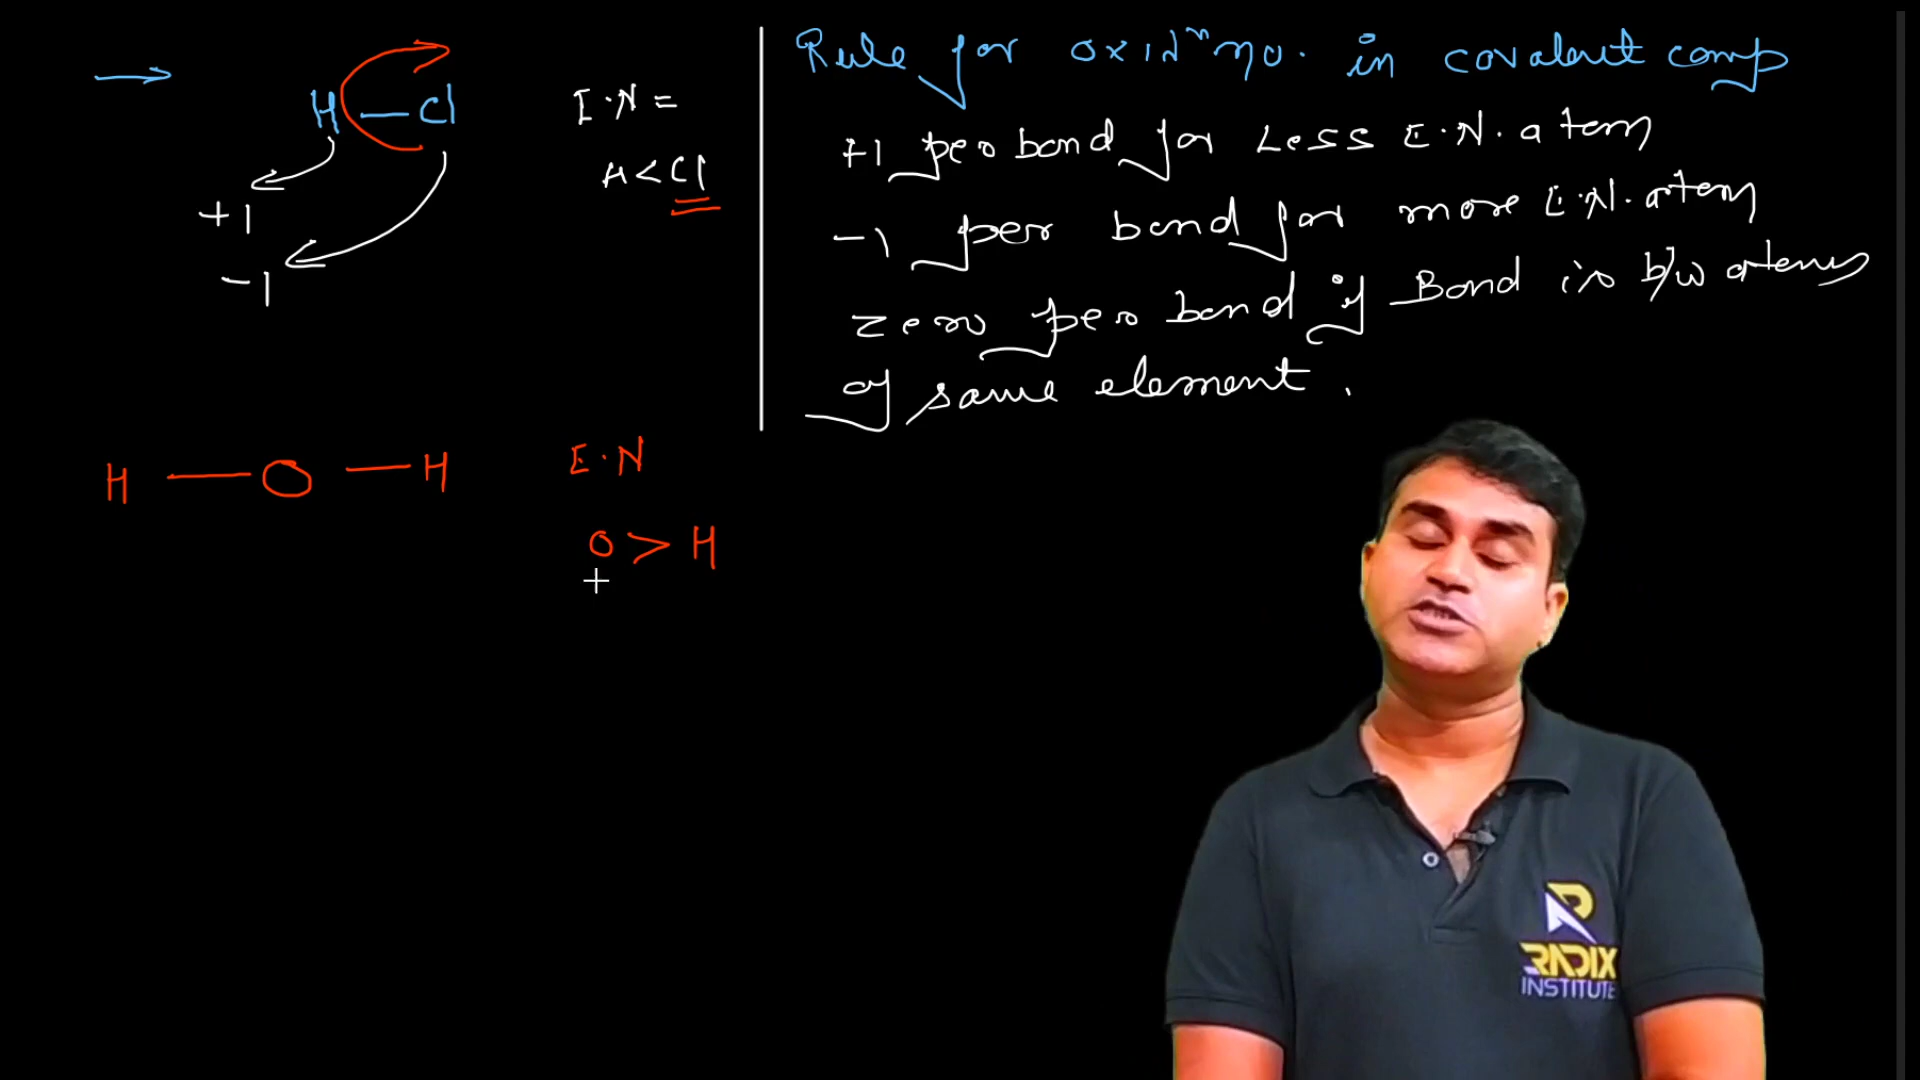 H — Cl
E.N =
H < Cl
+1
-1
Rule for oxidⁿ no. in covalent comp
+1 per bond for Less E.N. atom
-1 per bond for more E.N. atom
zero per bond if Bond is b/w atoms
of same element.
H — O — H
E.N
O > H
RADIX
INSTITUTE